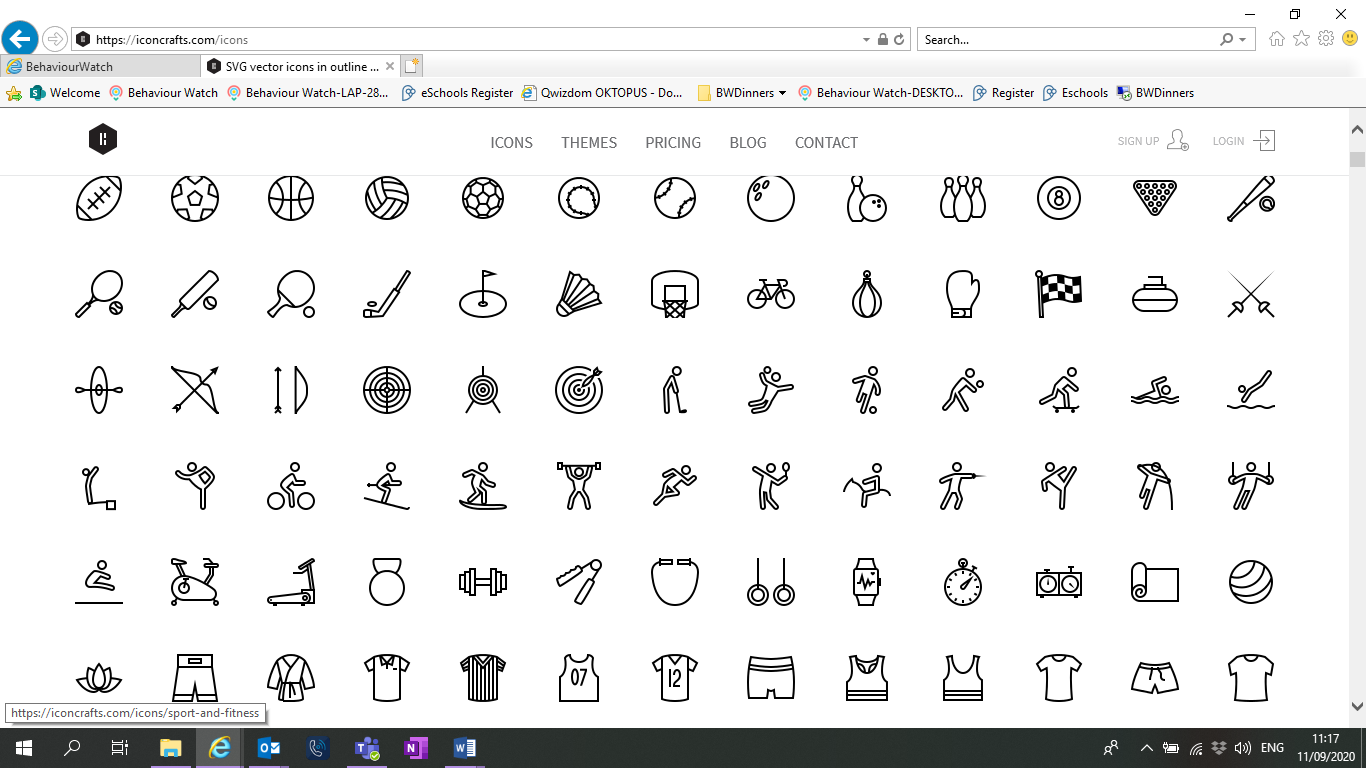 https://iconcrafts.com/icons
Search...
BehaviourWatch
SVG vector icons in outline ...
Welcome
Behaviour Watch
Behaviour Watch-LAP-28...
eSchools Register
Qwizdom OKTOPUS - Do...
BWDinners
Behaviour Watch-DESKTO...
Register
Eschools
BWDinners
ICONS
THEMES
PRICING
BLOG
CONTACT
SIGN UP
LOGIN
8
07
12
https://iconcrafts.com/icons/sport-and-fitness
ENG
11:17
11/09/2020